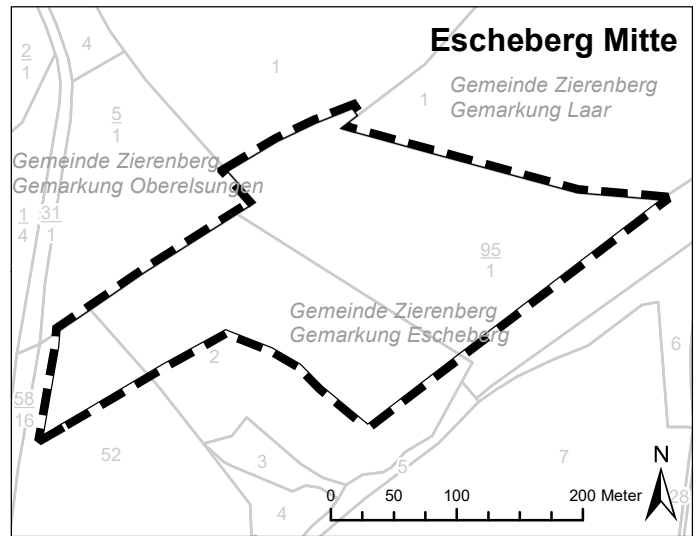 Escheberg Mitte
2
1
4
1
Gemeinde Zierenberg
Gemarkung Laar
1
5
1
Gemeinde Zierenberg
Gemarkung Oberelsungen
1
4
31
1
95
1
Gemeinde Zierenberg
Gemarkung Escheberg
2
6
58
16
52
3
5
7
4
0 50 100 200 Meter
N
28